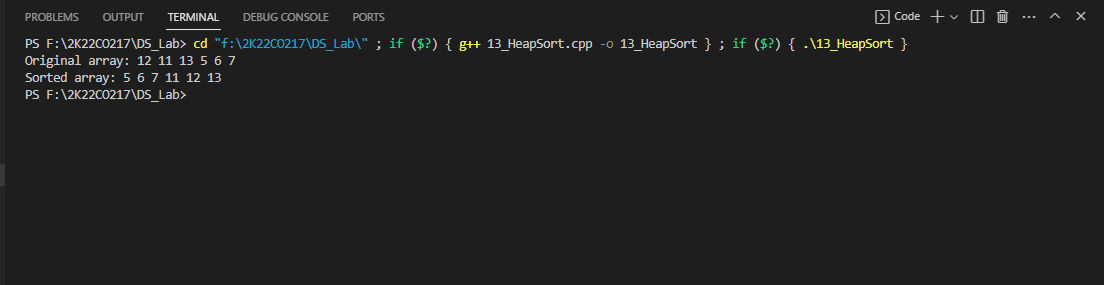 PROBLEMS OUTPUT TERMINAL DEBUG CONSOLE PORTS Code
PS F:\2K22CO217\DS_Lab> cd "f:\2K22CO217\DS_Lab\" ; if ($?) { g++ 13_HeapSort.cpp -o 13_HeapSort } ; if ($?) { .\13_HeapSort }
Original array: 12 11 13 5 6 7
Sorted array: 5 6 7 11 12 13
PS F:\2K22CO217\DS_Lab>